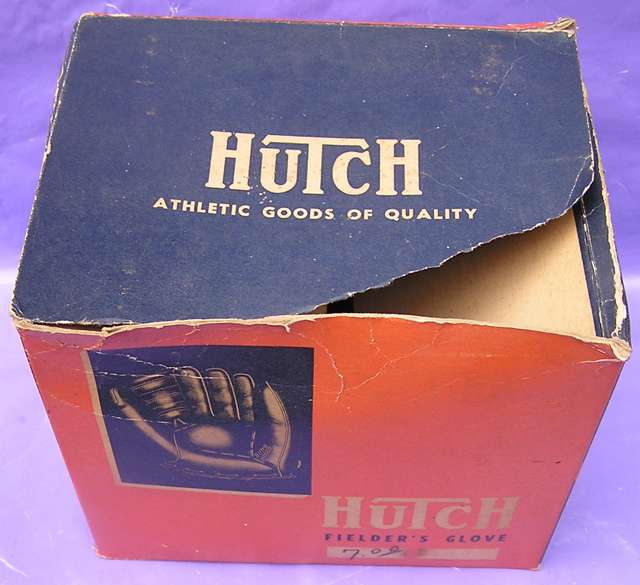 HUTCH
ATHLETIC GOODS OF QUALITY
HUTCH
FIELDER'S GLOVE